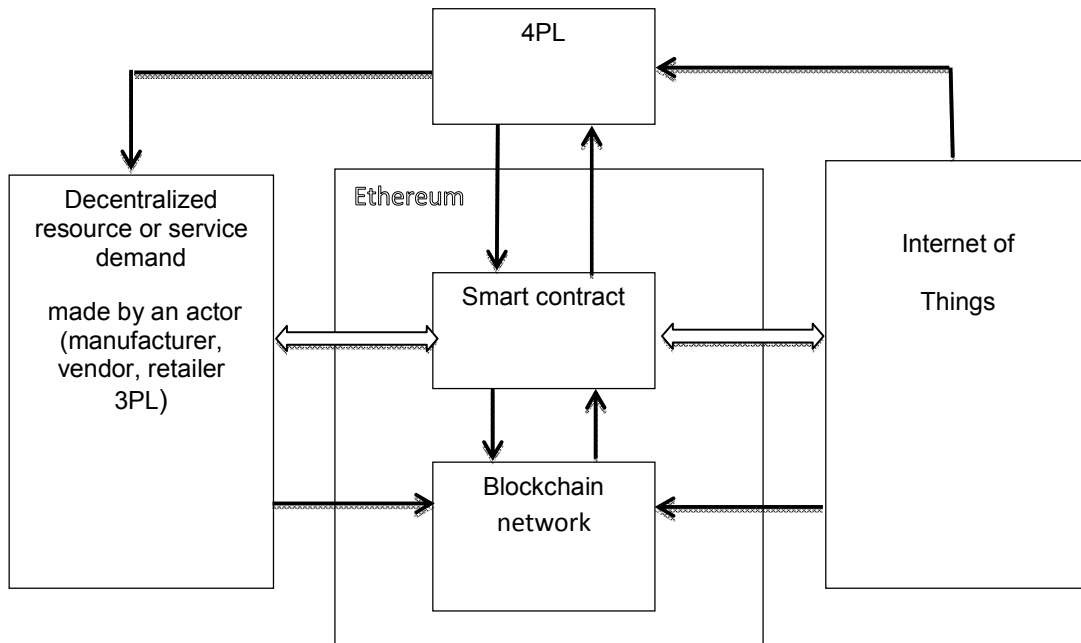 4PL
Decentralized
resource or service
demand
made by an actor
(manufacturer,
vendor, retailer
3PL)
Ethereum
Smart contract
Blockchain
network
Internet of
Things